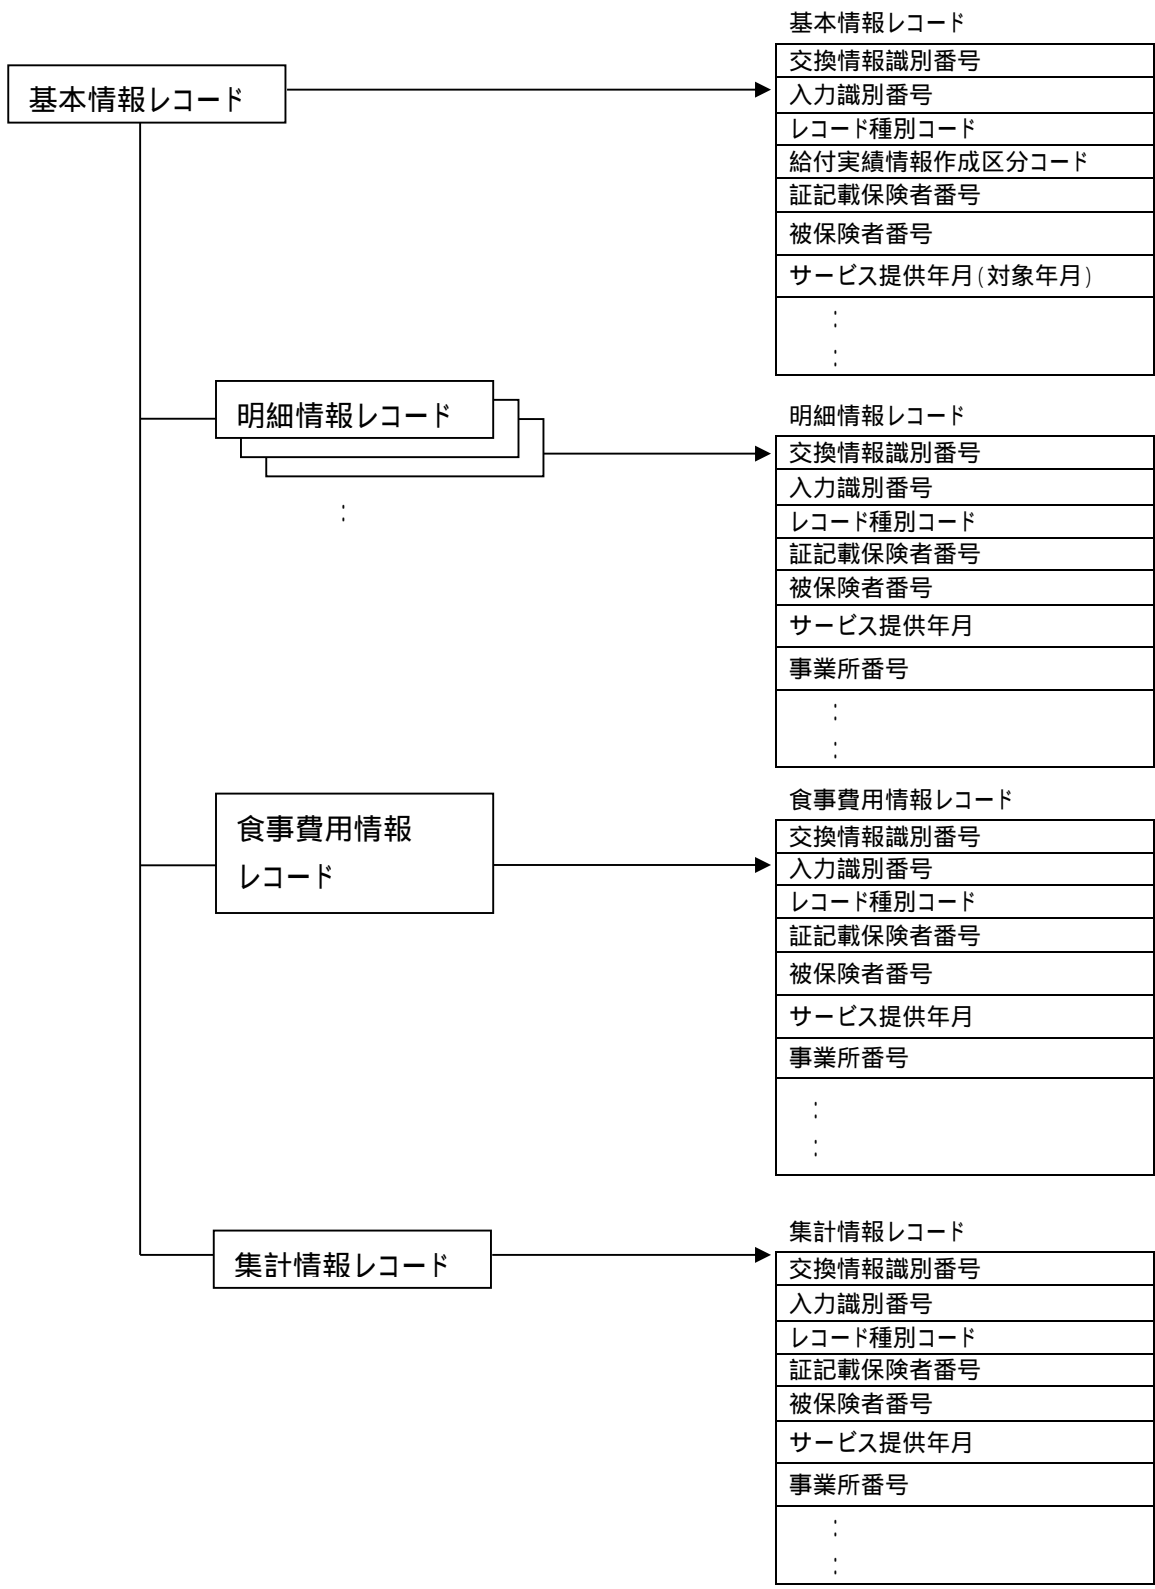 基本情報レコード
基本情報レコード
交換情報識別番号
入力識別番号
レコード種別コード
給付実績情報作成区分コード
証記載保険者番号
被保険者番号
サービス提供年月(対象年月)
:
:
明細情報レコード
:
明細情報レコード
交換情報識別番号
入力識別番号
レコード種別コード
証記載保険者番号
被保険者番号
サービス提供年月
事業所番号
:
:
食事費用情報
レコード
食事費用情報レコード
交換情報識別番号
入力識別番号
レコード種別コード
証記載保険者番号
被保険者番号
サービス提供年月
事業所番号
:
:
集計情報レコード
集計情報レコード
交換情報識別番号
入力識別番号
レコード種別コード
証記載保険者番号
被保険者番号
サービス提供年月
事業所番号
:
: